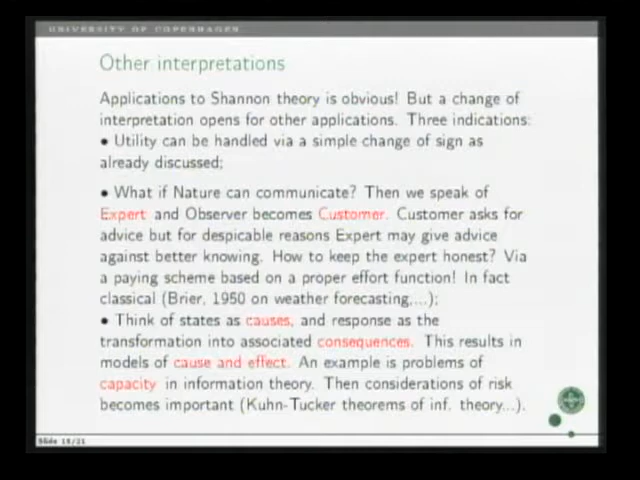 UNIVERSITY OF COPENHAGEN
Other interpretations
Applications to Shannon theory is obvious! But a change of
interpretation opens for other applications. Three indications:
• Utility can be handled via a simple change of sign as
already discussed;
• What if Nature can communicate? Then we speak of
Expert and Observer becomes Customer. Customer asks for
advice but for despicable reasons Expert may give advice
against better knowing. How to keep the expert honest? Via
a paying scheme based on a proper effort function! In fact
classical (Brier, 1950 on weather forecasting,...);
• Think of states as causes, and response as the
transformation into associated consequences. This results in
models of cause and effect. An example is problems of
capacity in information theory. Then considerations of risk
becomes important (Kuhn-Tucker theorems of inf. theory...).